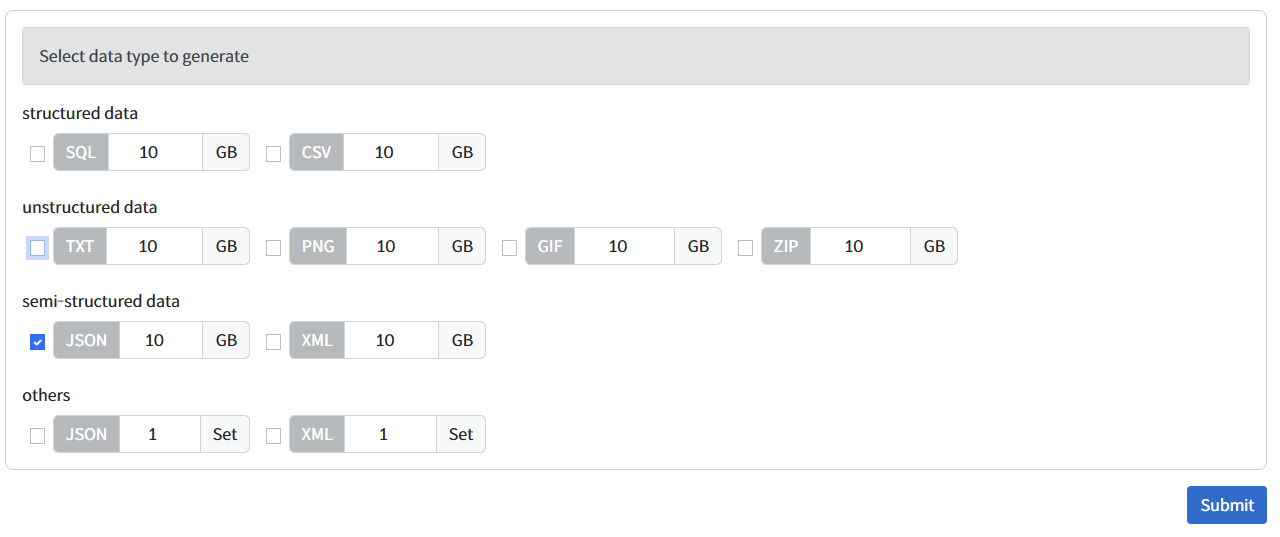 Select data type to generate
structured data
SQL 10 GB CSV 10 GB
unstructured data
TXT 10 GB PNG 10 GB GIF 10 GB ZIP 10 GB
semi-structured data
JSON 10 GB XML 10 GB
others
JSON 1 Set XML 1 Set
Submit